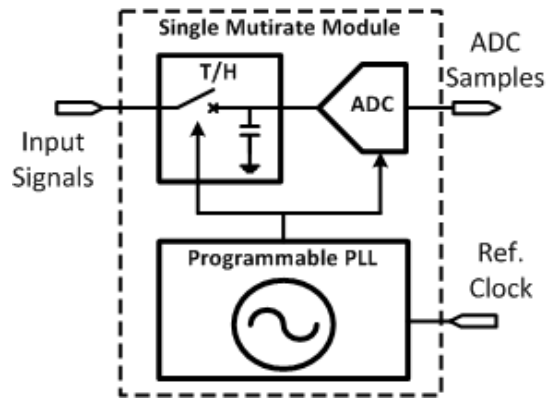 Single Mutirate Module
T/H
ADC
ADC
Samples
Input
Signals
Programmable PLL
Ref.
Clock